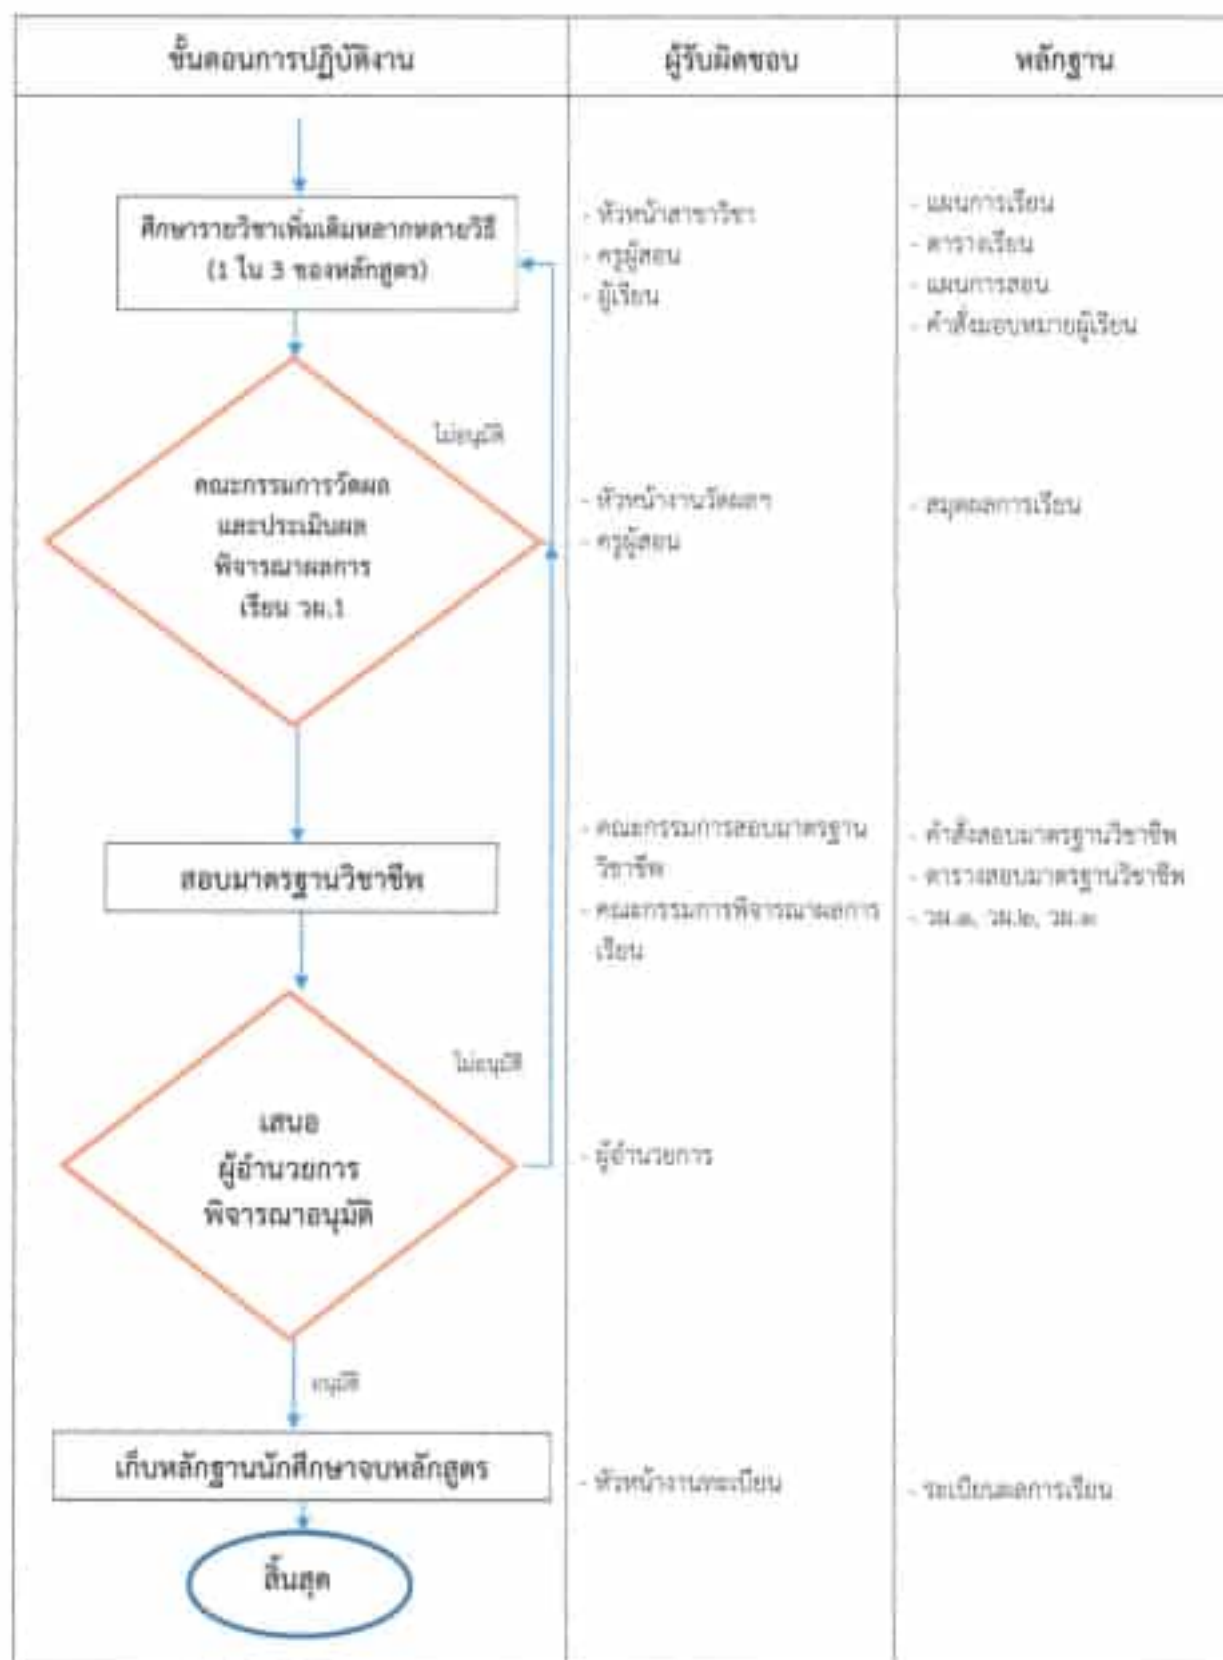 ขั้นตอนการปฏิบัติงาน
ผู้รับผิดชอบ
หลักฐาน
ศึกษารายวิชาเพิ่มเติมหลากหลายวิธี
(1 ใน 3 ของหลักสูตร)
- หัวหน้าสาขาวิชา
- ครูผู้สอน
- ผู้เรียน
- แผนการเรียน
- ตารางเรียน
- แผนการสอน
- คำสั่งมอบหมายผู้เรียน
ไม่อนุมัติ
คณะกรรมการวัดผล
และประเมินผล
พิจารณาผลการ
เรียน วผ.1
- หัวหน้างานวัดผลฯ
- ครูผู้สอน
- สมุดผลการเรียน
สอบมาตรฐานวิชาชีพ
- คณะกรรมการสอบมาตรฐาน
วิชาชีพ
- คณะกรรมการพิจารณาผลการ
เรียน
- คำสั่งสอบมาตรฐานวิชาชีพ
- ตารางสอบมาตรฐานวิชาชีพ
- วผ.๑, วผ.๒, วผ.๓
ไม่อนุมัติ
เสนอ
ผู้อำนวยการ
พิจารณาอนุมัติ
- ผู้อำนวยการ
อนุมัติ
เก็บหลักฐานนักศึกษาจบหลักสูตร
- หัวหน้างานทะเบียน
- ระเบียนผลการเรียน
สิ้นสุด